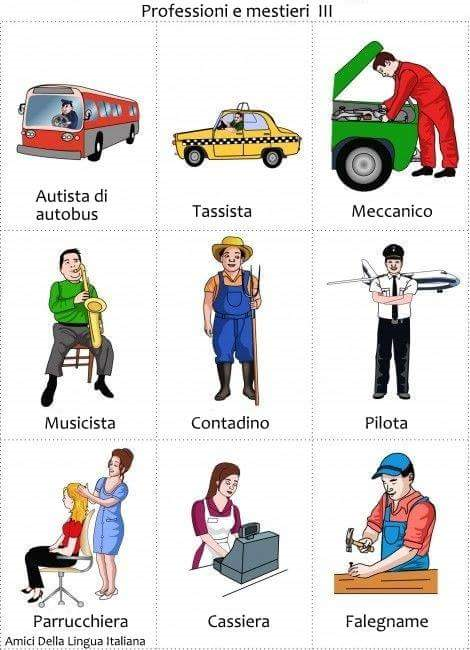 Professioni e mestieri III
Autista di
autobus
Tassista
Meccanico
Musicista
Contadino
Pilota
Parrucchiera
Cassiera
Falegname
Amici Della Lingua Italiana